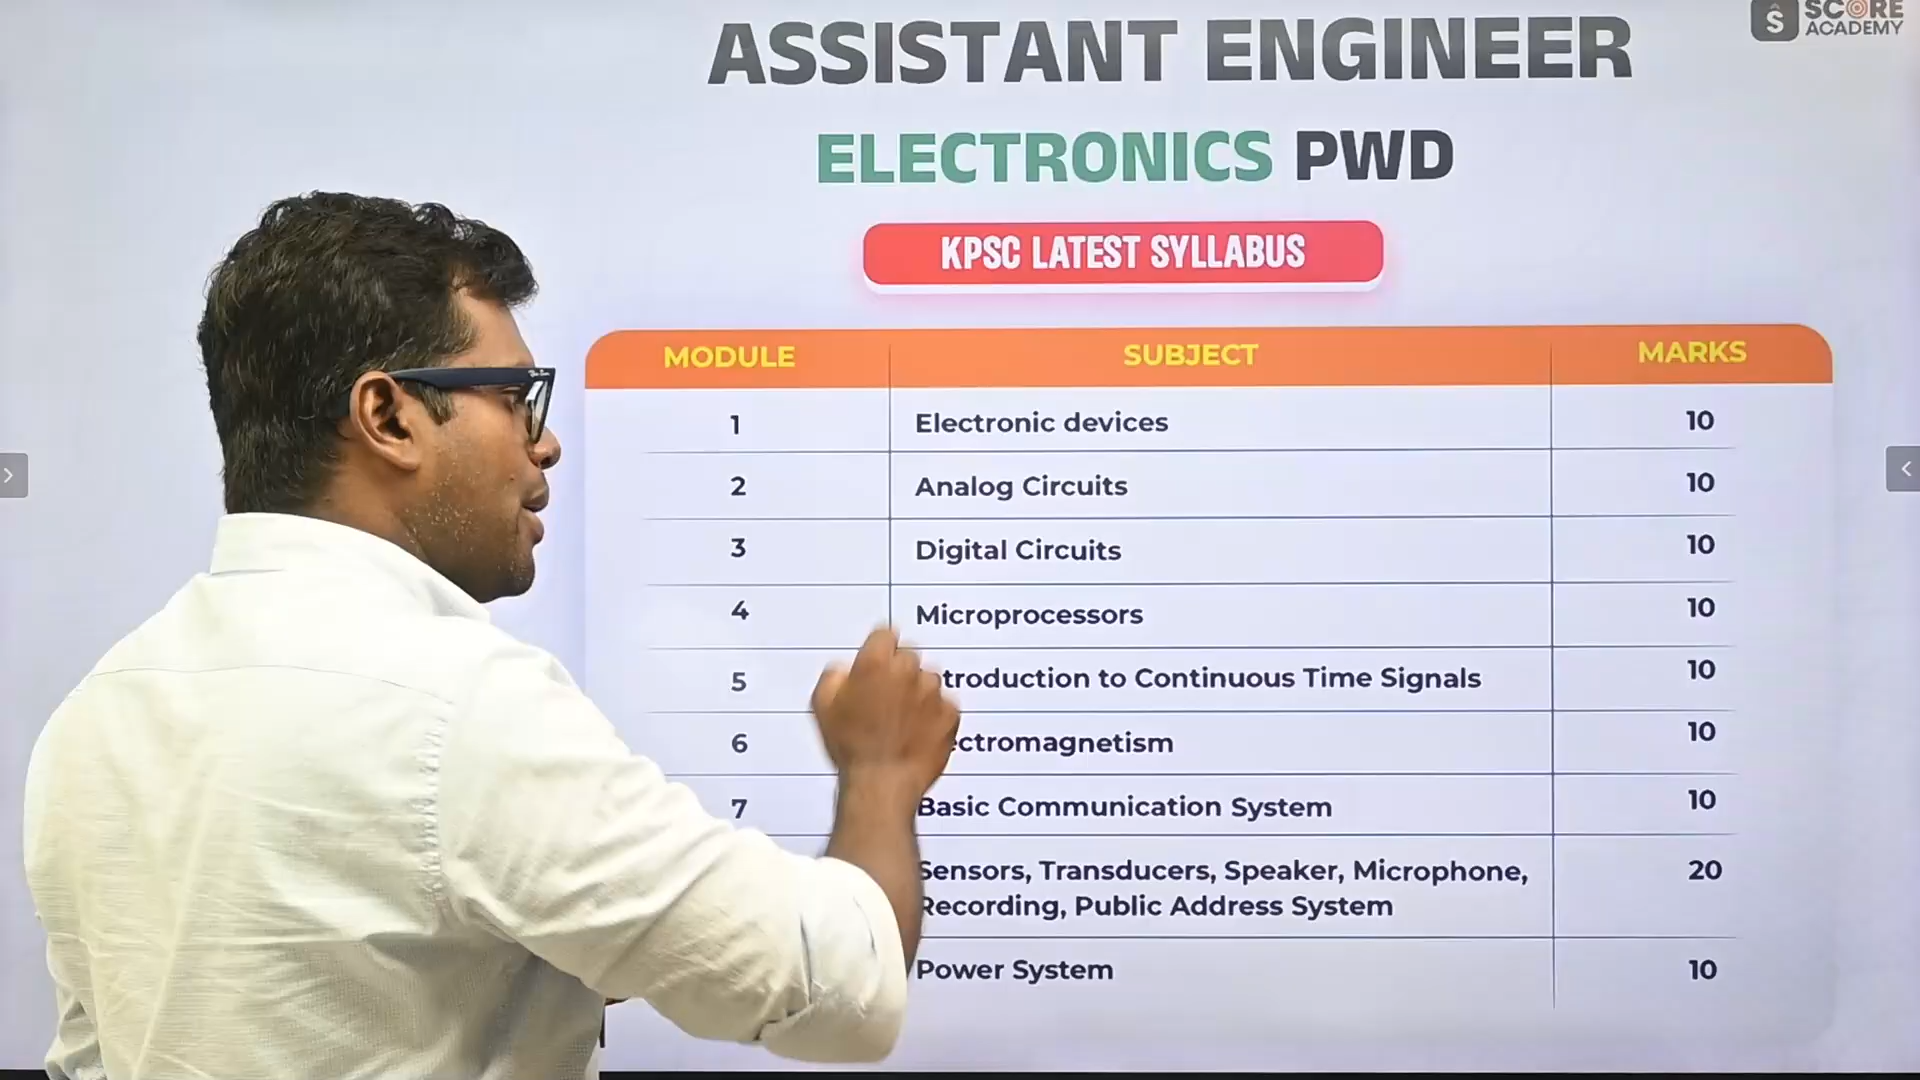 SCORE
ACADEMY
ASSISTANT ENGINEER
ELECTRONICS PWD
KPSC LATEST SYLLABUS
MODULE SUBJECT MARKS
1 Electronic devices 10
2 Analog Circuits 10
3 Digital Circuits 10
4 Microprocessors 10
5 troduction to Continuous Time Signals 10
6 ectromagnetism 10
7 Basic Communication System 10
Sensors, Transducers, Speaker, Microphone, 20
Recording, Public Address System
Power System 10